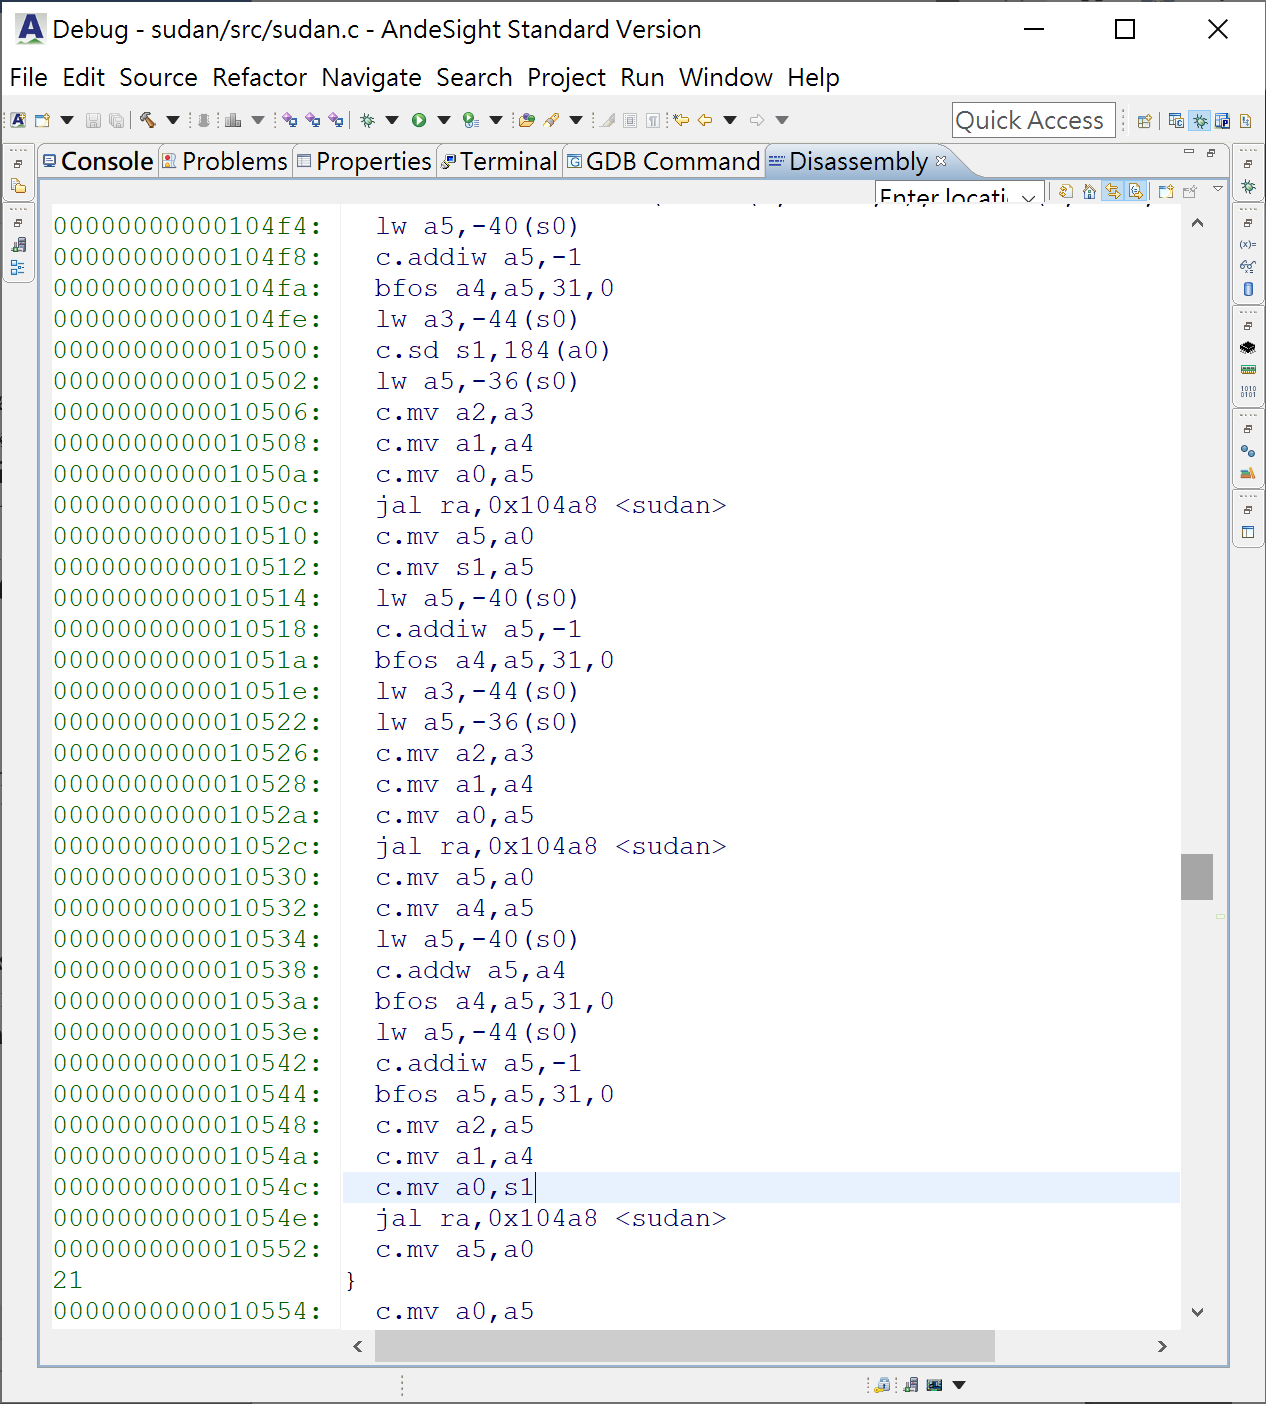 Debug - sudan/src/sudan.c - AndeSight Standard Version
File Edit Source Refactor Navigate Search Project Run Window Help
Quick Access
Console Problems Properties Terminal GDB Command Disassembly
Enter locati
00000000000104f4: lw a5,-40(s0)
00000000000104f8: c.addiw a5,-1
00000000000104fa: bfos a4,a5,31,0
00000000000104fe: lw a3,-44(s0)
0000000000010500: c.sd s1,184(a0)
0000000000010502: lw a5,-36(s0)
0000000000010506: c.mv a2,a3
0000000000010508: c.mv a1,a4
000000000001050a: c.mv a0,a5
000000000001050c: jal ra,0x104a8 <sudan>
0000000000010510: c.mv a5,a0
0000000000010512: c.mv s1,a5
0000000000010514: lw a5,-40(s0)
0000000000010518: c.addiw a5,-1
000000000001051a: bfos a4,a5,31,0
000000000001051e: lw a3,-44(s0)
0000000000010522: lw a5,-36(s0)
0000000000010526: c.mv a2,a3
0000000000010528: c.mv a1,a4
000000000001052a: c.mv a0,a5
000000000001052c: jal ra,0x104a8 <sudan>
0000000000010530: c.mv a5,a0
0000000000010532: c.mv a4,a5
0000000000010534: lw a5,-40(s0)
0000000000010538: c.addw a5,a4
000000000001053a: bfos a4,a5,31,0
000000000001053e: lw a5,-44(s0)
0000000000010542: c.addiw a5,-1
0000000000010544: bfos a5,a5,31,0
0000000000010548: c.mv a2,a5
000000000001054a: c.mv a1,a4
000000000001054c: c.mv a0,s1
000000000001054e: jal ra,0x104a8 <sudan>
0000000000010552: c.mv a5,a0
21 }
0000000000010554: c.mv a0,a5